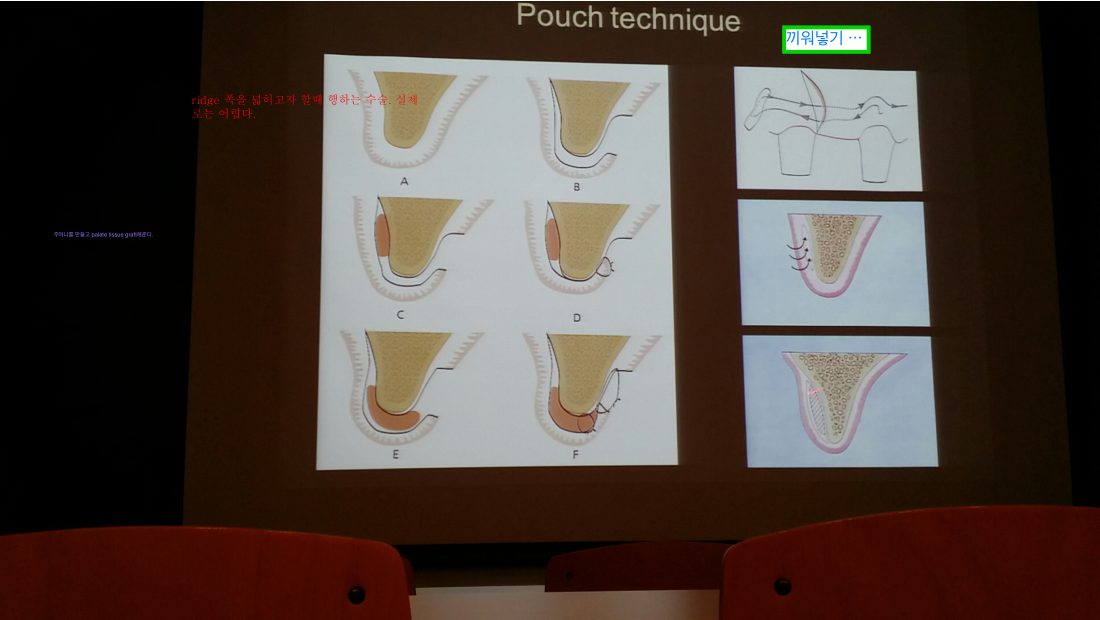 Pouch technique
끼워넣기 ...
ridge 폭을 넓히고자 할때 행하는 수술. 실제
로는 어렵다.
A
B
주머니를 만들고 palate tissue graft해준다.
C
D
E
F